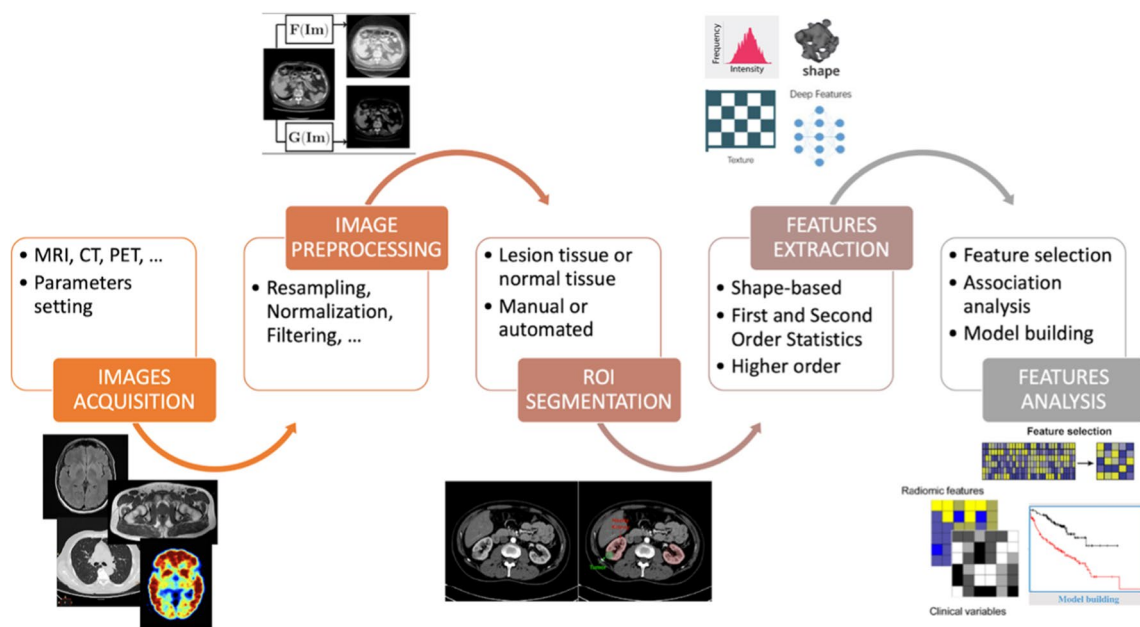 F(Im)
G(Im)
Frequency
Intensity
shape
Deep Features
Texture
• MRI, CT, PET, ...
• Parameters
setting
IMAGES
ACQUISITION
IMAGE
PREPROCESSING
• Resampling,
Normalization,
Filtering, ...
• Lesion tissue or
normal tissue
• Manual or
automated
ROI
SEGMENTATION
FEATURES
EXTRACTION
• Shape-based
• First and Second
Order Statistics
• Higher order
• Feature selection
• Association
analysis
• Model building
FEATURES
ANALYSIS
Tumor
Feature selection
Radiomic features
Clinical variables
Model building